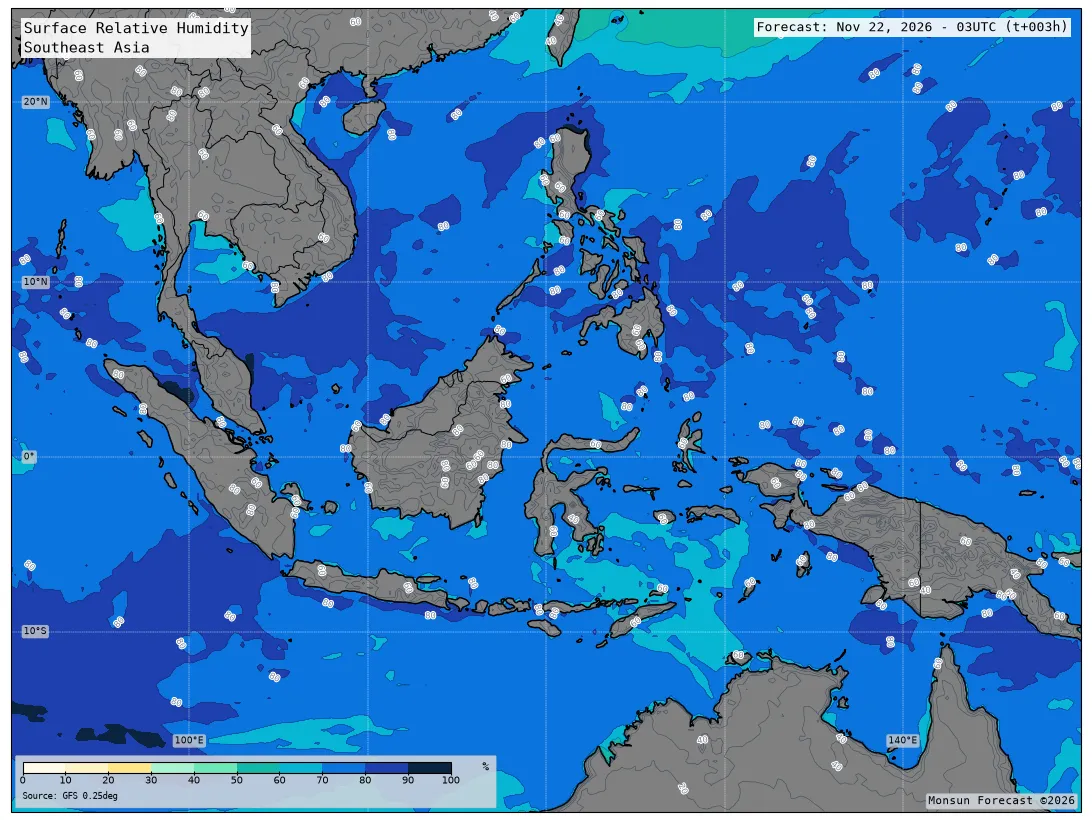 Surface Relative Humidity
Southeast Asia
Forecast: Nov 22, 2026 - 03UTC (t+003h)
20°N
10°N
0°
10°S
100°E
140°E
%
0 10 20 30 40 50 60 70 80 90 100
Source: GFS 0.25deg
Monsun Forecast ©2026